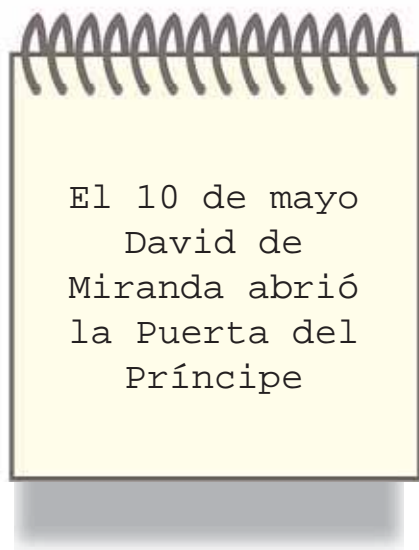 El 10 de mayo
David de
Miranda abrió
la Puerta del
Príncipe